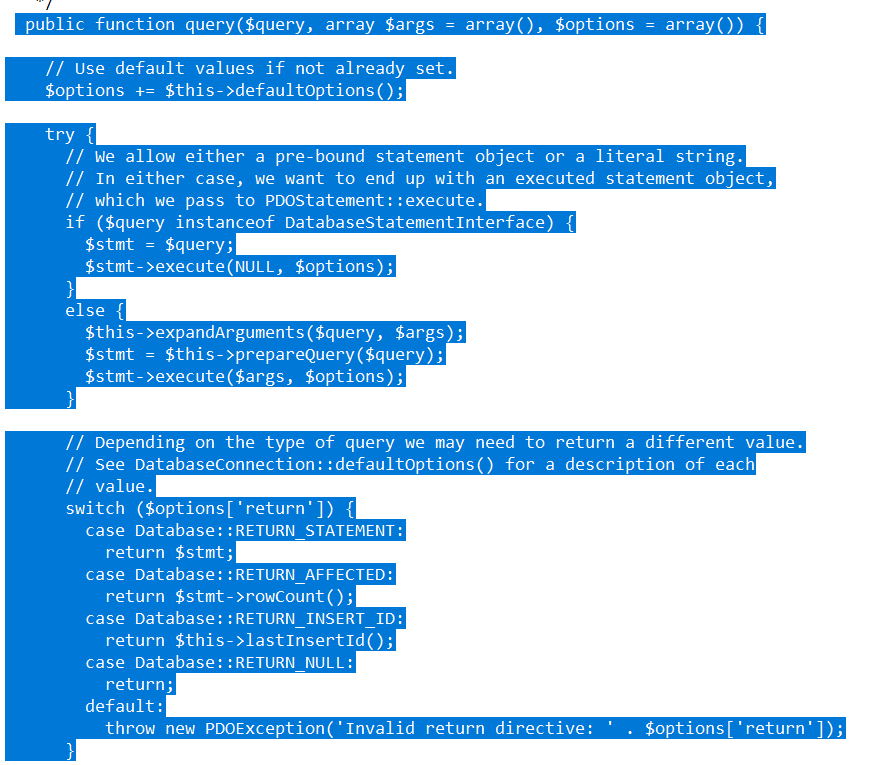 */
public function query($query, array $args = array(), $options = array()) {
// Use default values if not already set.
$options += $this->defaultOptions();
try {
// We allow either a pre-bound statement object or a literal string.
// In either case, we want to end up with an executed statement object,
// which we pass to PDOStatement::execute.
if ($query instanceof DatabaseStatementInterface) {
$stmt = $query;
$stmt->execute(NULL, $options);
}
else {
$this->expandArguments($query, $args);
$stmt = $this->prepareQuery($query);
$stmt->execute($args, $options);
}
// Depending on the type of query we may need to return a different value.
// See DatabaseConnection::defaultOptions() for a description of each
// value.
switch ($options['return']) {
case Database::RETURN_STATEMENT:
return $stmt;
case Database::RETURN_AFFECTED:
return $stmt->rowCount();
case Database::RETURN_INSERT_ID:
return $this->lastInsertId();
case Database::RETURN_NULL:
return;
default:
throw new PDOException('Invalid return directive: ' . $options['return']);
}